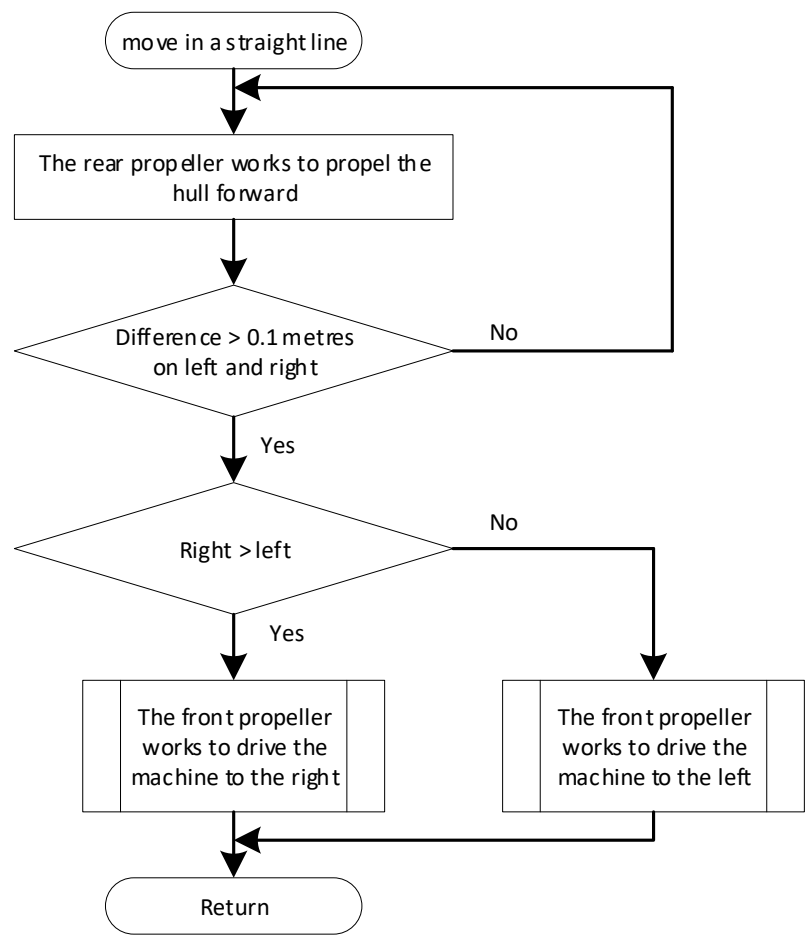 move in a straight line
The rear propeller works to propel the
hull forward
Difference > 0.1 metres
on left and right
No
Yes
Right > left
No
Yes
The front propeller
works to drive the
machine to the right
The front propeller
works to drive the
machine to the left
Return